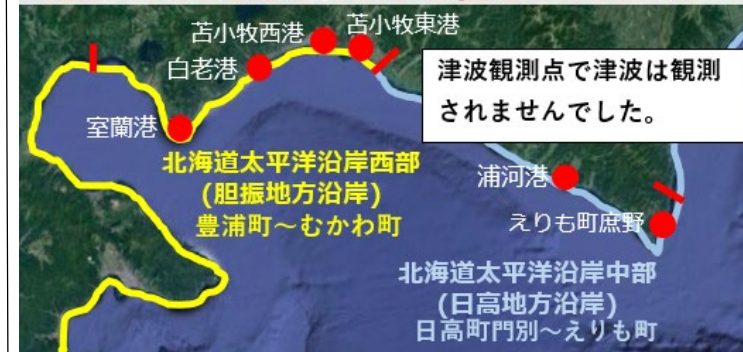 苫小牧西港
苫小牧東港
白老港
津波観測点で津波は観測
されませんでした。
室蘭港
北海道太平洋沿岸西部
(胆振地方沿岸)
豊浦町～むかわ町
浦河港
えりも町庶野
北海道太平洋沿岸中部
(日高地方沿岸)
日高町門別～えりも町